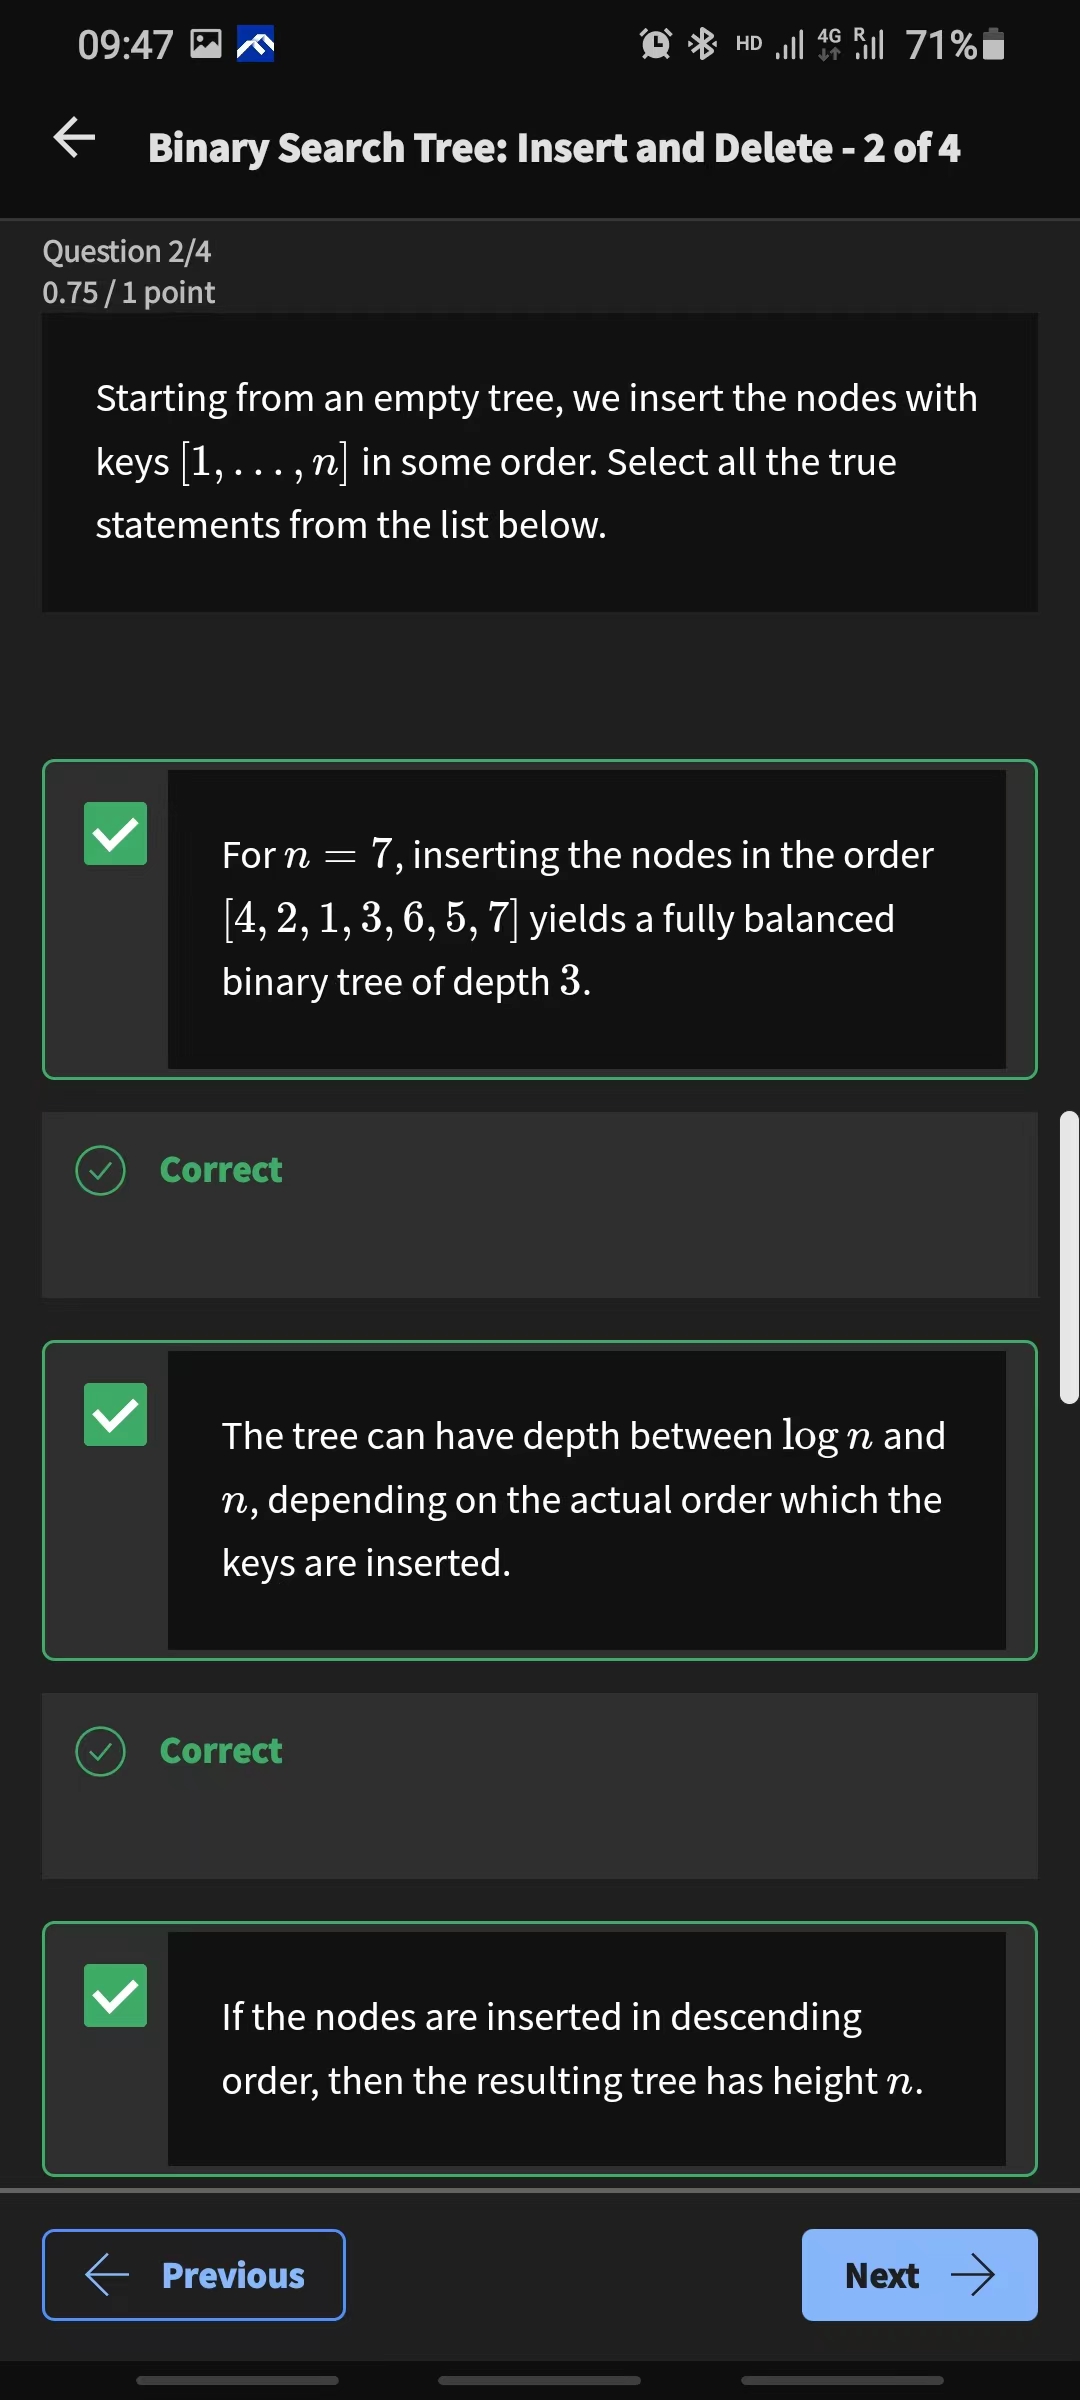 09:47 HD 4G R 71%
Binary Search Tree: Insert and Delete - 2 of 4
Question 2/4
0.75 / 1 point
Starting from an empty tree, we insert the nodes with
keys [1, . . . , n] in some order. Select all the true
statements from the list below.
For n = 7, inserting the nodes in the order
[4, 2, 1, 3, 6, 5, 7] yields a fully balanced
binary tree of depth 3.
Correct
The tree can have depth between log n and
n, depending on the actual order which the
keys are inserted.
Correct
If the nodes are inserted in descending
order, then the resulting tree has height n.
Previous
Next